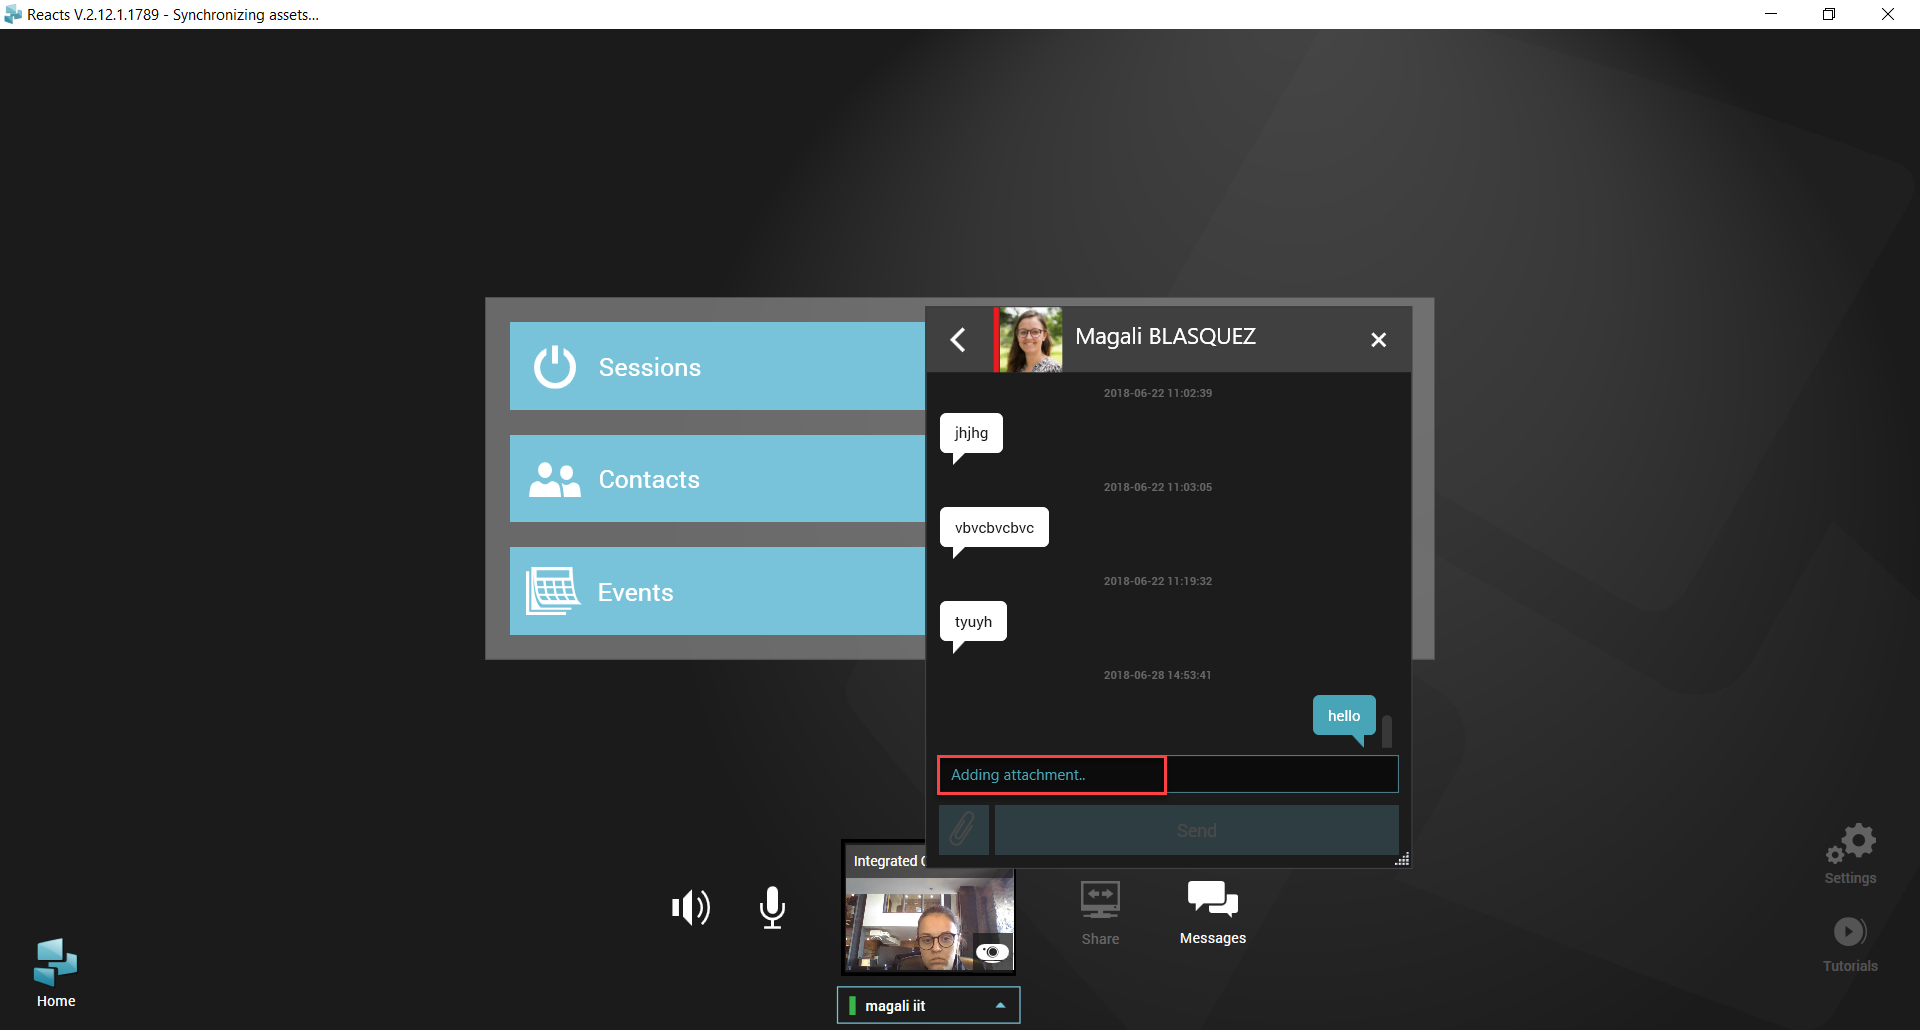 Reacts V.2.12.1.1789 - Synchronizing assets...
Sessions
Contacts
Events
Magali BLASQUEZ
2018-06-22 11:02:39
jhjhg
2018-06-22 11:03:05
vbvcbvcbvc
2018-06-22 11:19:32
tyuyh
2018-06-28 14:53:41
hello
Adding attachment..
Send
Integrated
Share
Messages
Settings
Tutorials
Home
magali iit